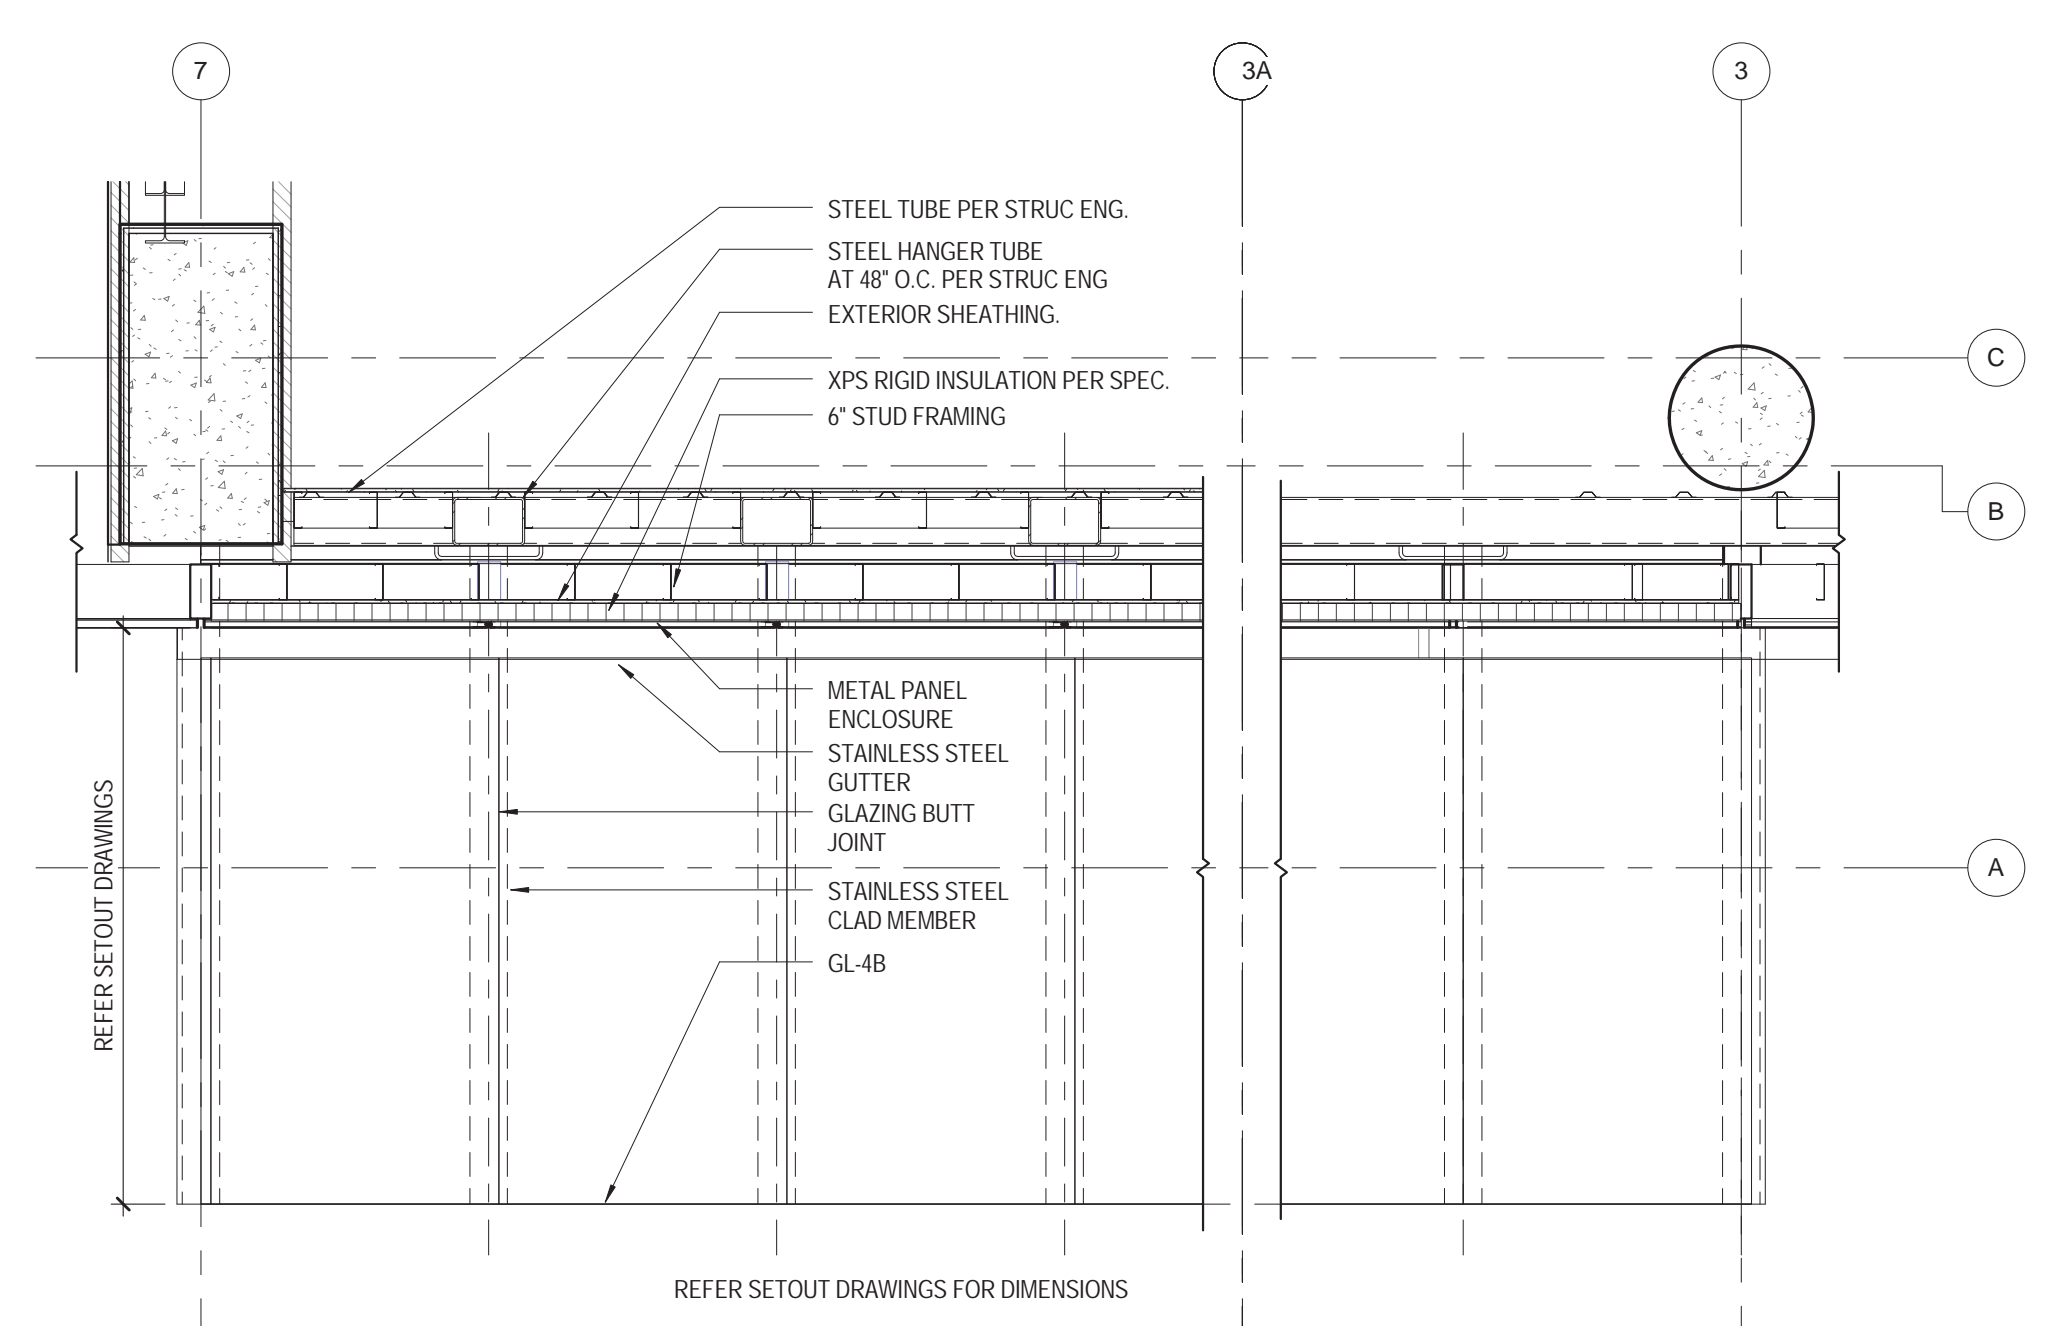 7
3A
3
STEEL TUBE PER STRUC ENG.
STEEL HANGER TUBE
AT 48" O.C. PER STRUC ENG
EXTERIOR SHEATHING.
C
XPS RIGID INSULATION PER SPEC.
6" STUD FRAMING
B
METAL PANEL
ENCLOSURE
STAINLESS STEEL
GUTTER
GLAZING BUTT
JOINT
A
STAINLESS STEEL
CLAD MEMBER
GL-4B
REFER SETOUT DRAWINGS
REFER SETOUT DRAWINGS FOR DIMENSIONS